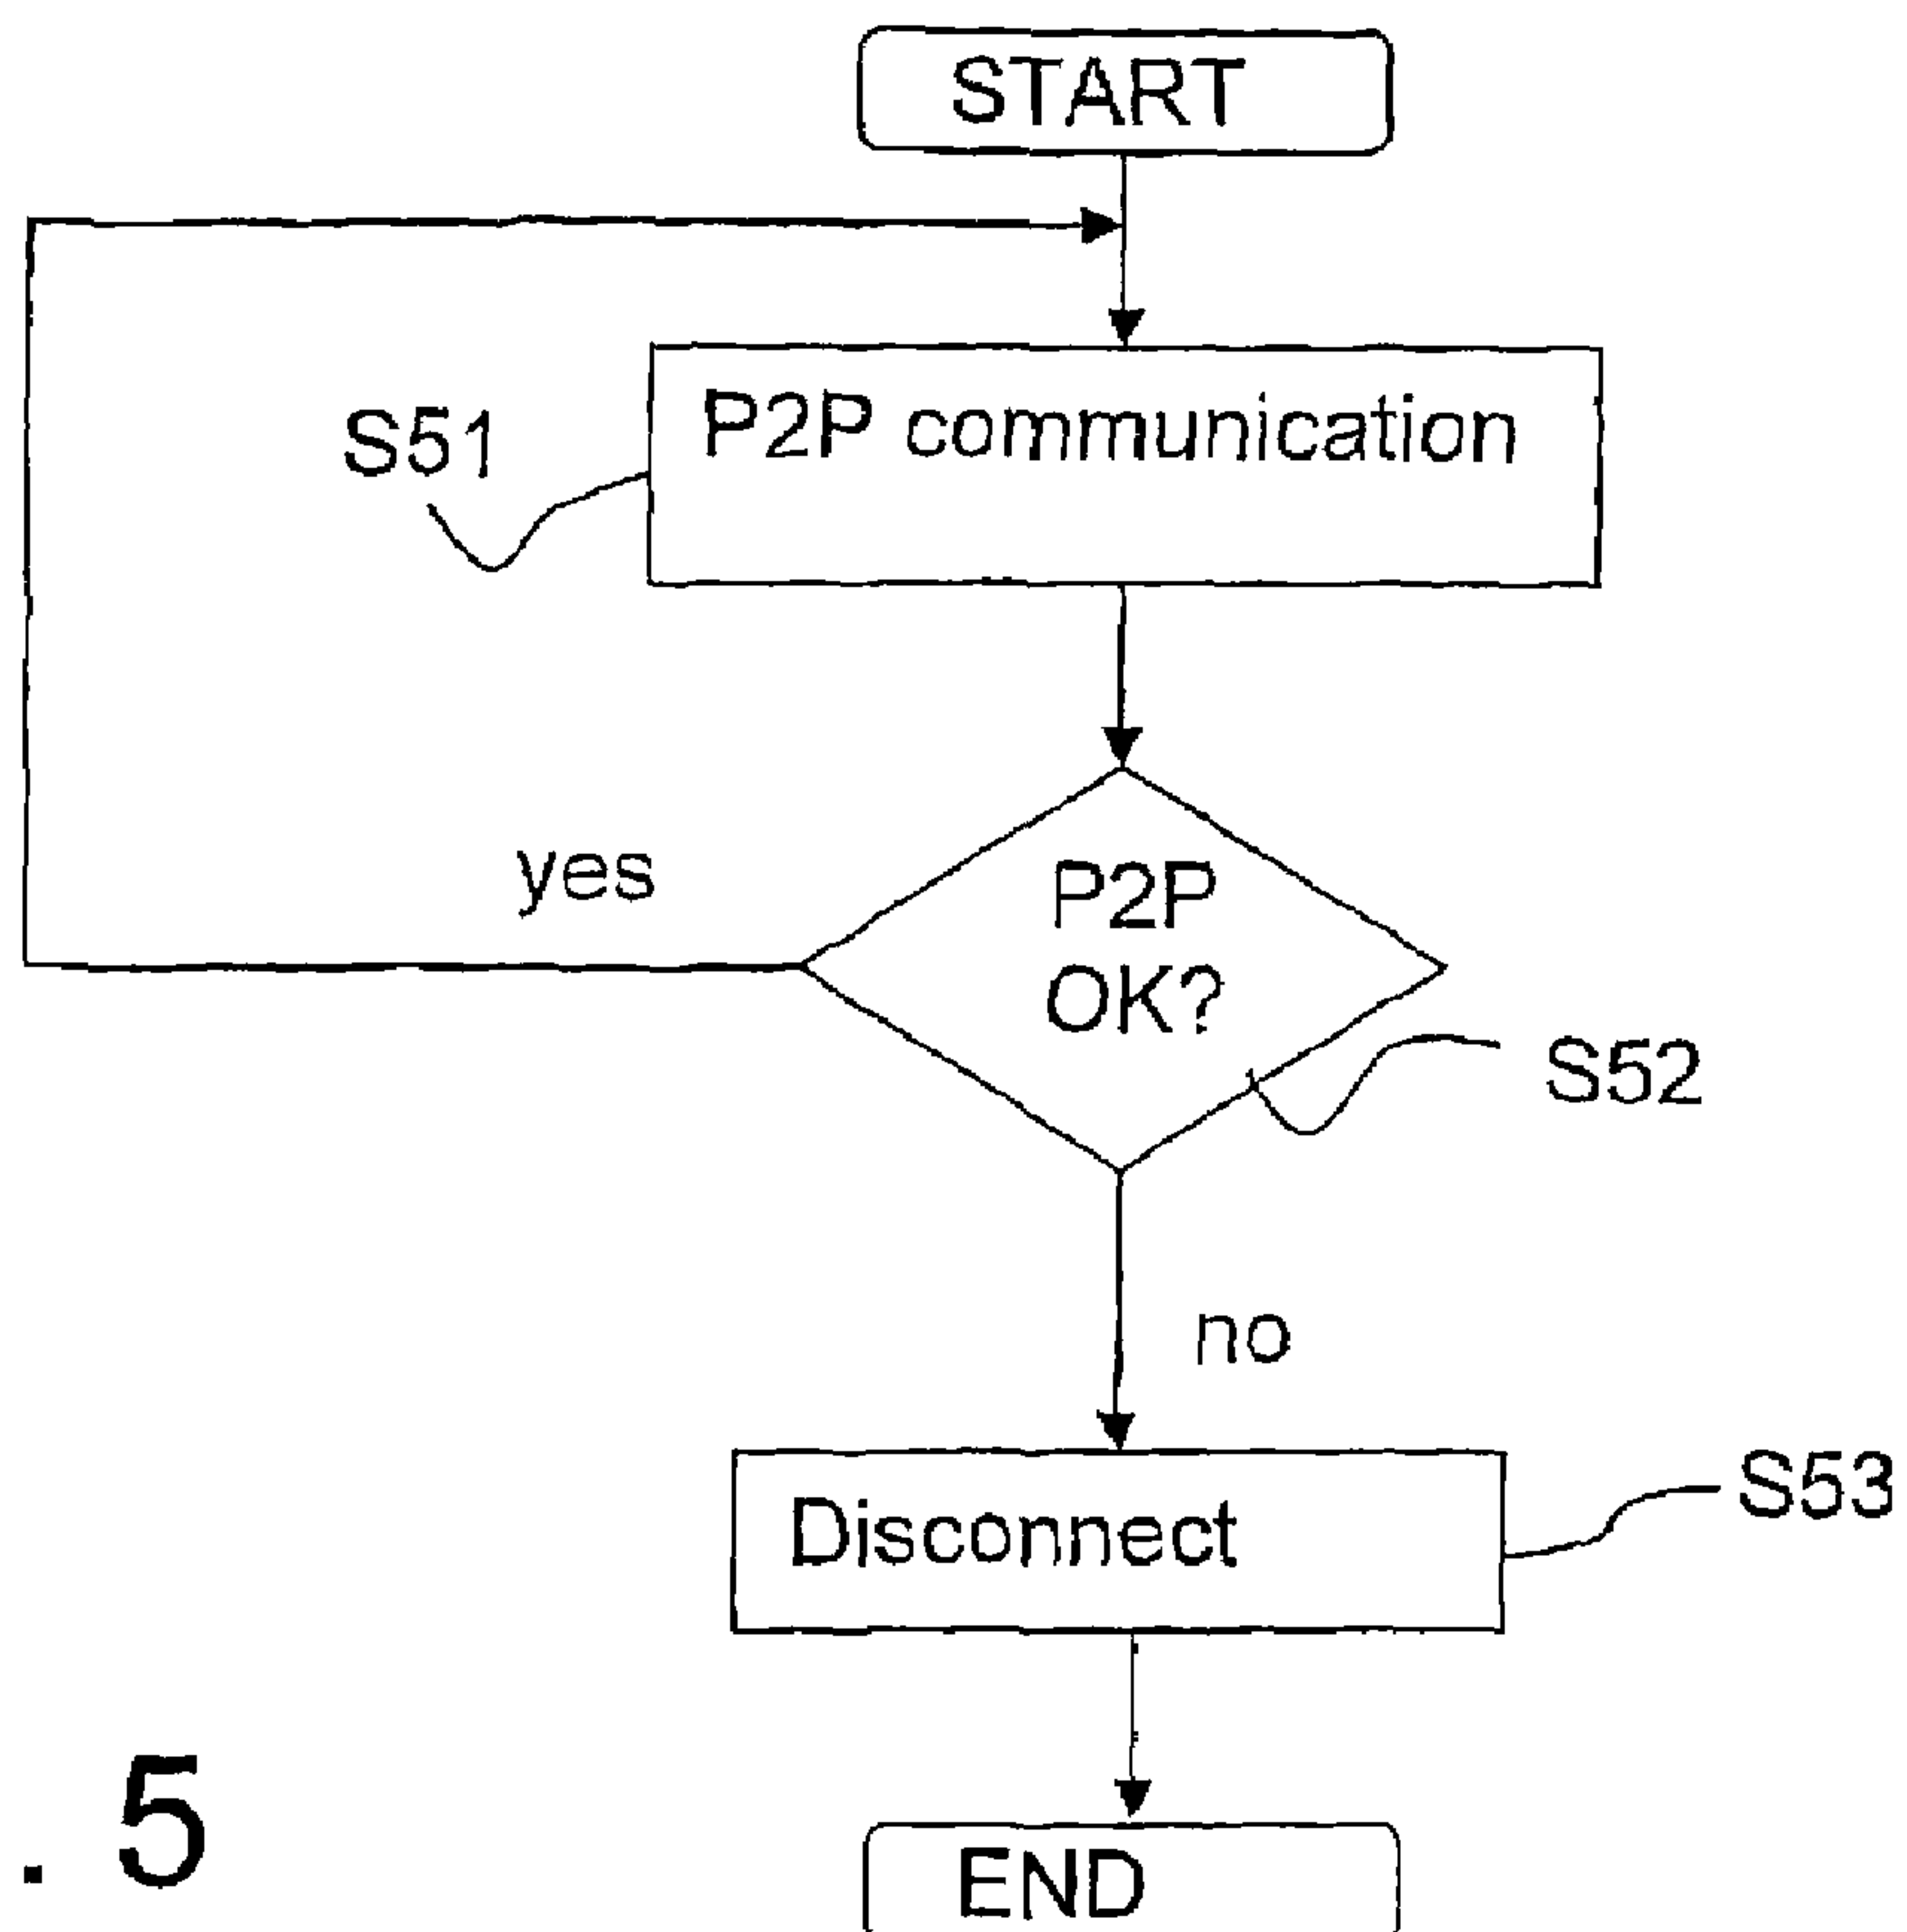 START
P2P communication
S51
yes
P2P
OK?
S52
no
Disconnect
S53
. 5
END